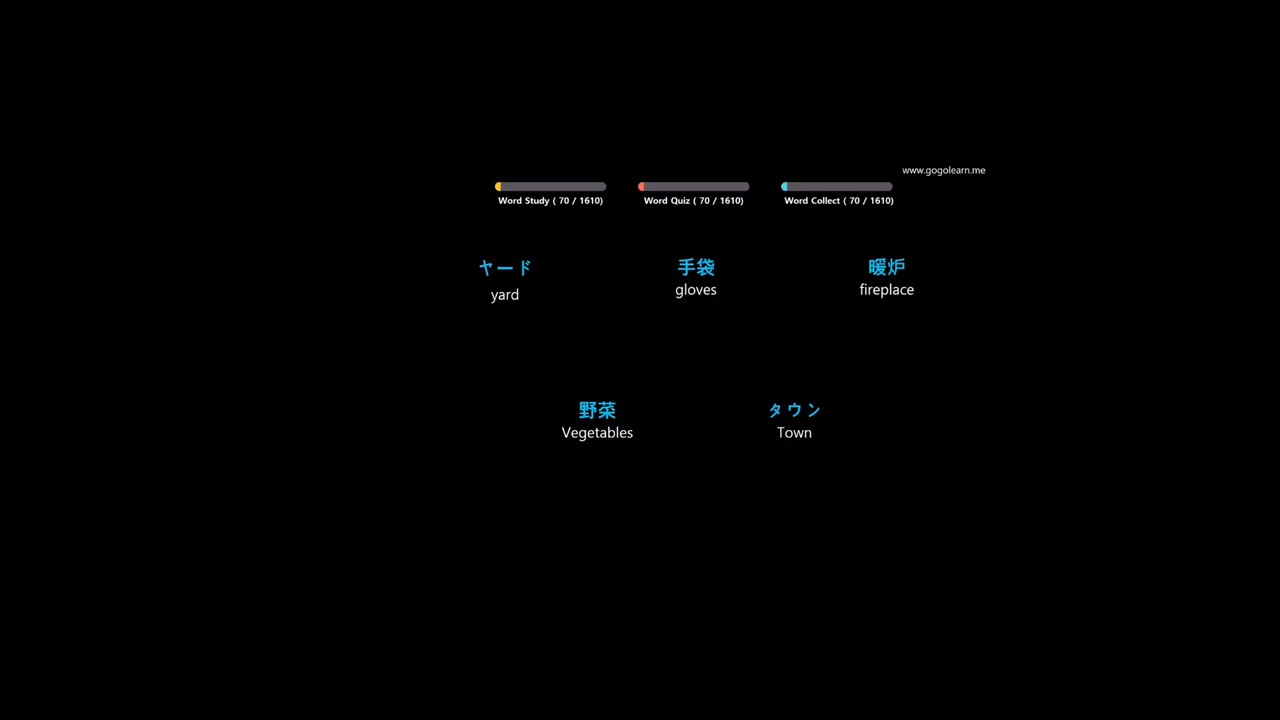 www.gogolearn.me
Word Study ( 70 / 1610)
Word Quiz ( 70 / 1610)
Word Collect ( 70 / 1610)
ヤード
yard
手袋
gloves
暖炉
fireplace
野菜
Vegetables
タウン
Town